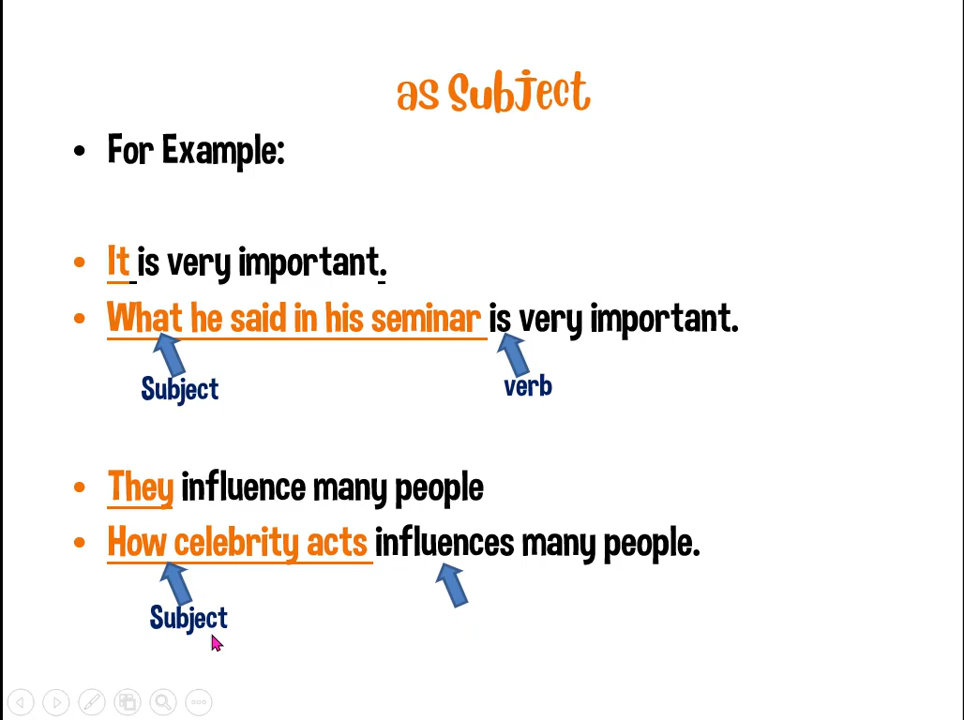 as Subject
• For Example:
• It is very important.
• What he said in his seminar is very important.
Subject
verb
• They influence many people
• How celebrity acts influences many people.
Subject